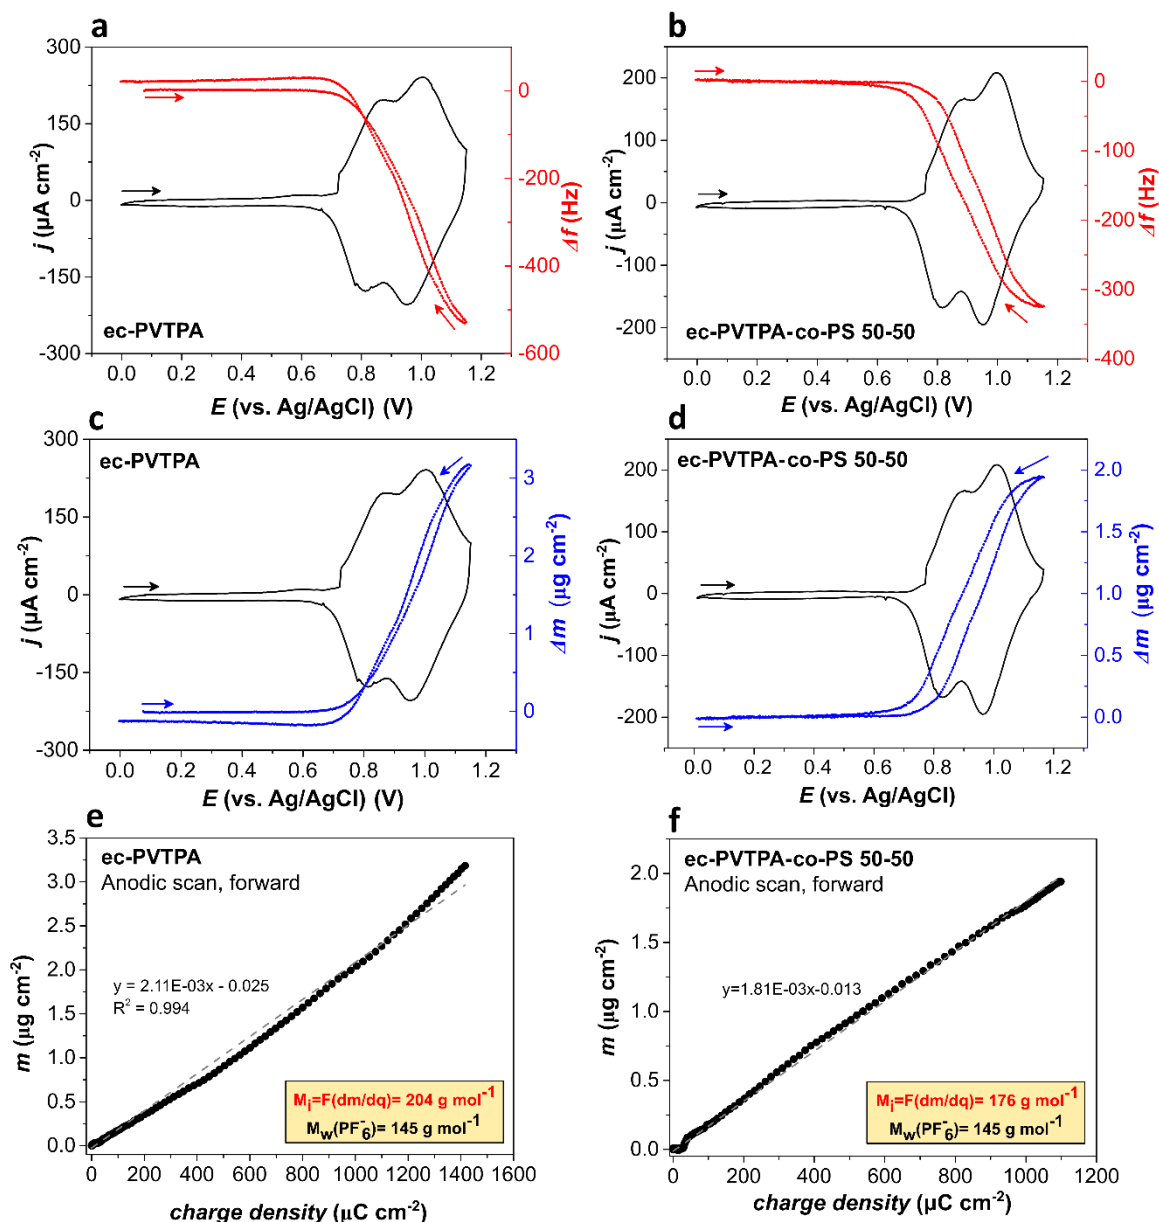 a
300
150
0
-150
-300
j (μA cm-2)
0
-200
-400
-600
Δf (Hz)
ec-PVTPA
0.0 0.2 0.4 0.6 0.8 1.0 1.2
E (vs. Ag/AgCl) (V)
b
200
100
0
-100
-200
j (μA cm-2)
0
-100
-200
-300
-400
Δf (Hz)
ec-PVTPA-co-PS 50-50
0.0 0.2 0.4 0.6 0.8 1.0 1.2
E (vs. Ag/AgCl) (V)
c
300
150
0
-150
-300
j (μA cm-2)
ec-PVTPA
3
2
1
0
Δm (μg cm-2)
0.0 0.2 0.4 0.6 0.8 1.0 1.2
E (vs. Ag/AgCl) (V)
d
200
100
0
-100
-200
j (μA cm-2)
ec-PVTPA-co-PS 50-50
2.0
1.5
1.0
0.5
0.0
Δm (μg cm-2)
0.0 0.2 0.4 0.6 0.8 1.0 1.2
E (vs. Ag/AgCl)
e
3.5
3.0
2.5
2.0
1.5
1.0
0.5
0.0
m (μg cm-2)
ec-PVTPA
Anodic scan, forward
y = 2.11E-03x - 0.025
R2 = 0.994
Mi=F(dm/dq)= 204 g mol-1
Mw(PF6-)= 145 g mol-1
0 200 400 600 800 1000 1200 1400 1600
charge density (μC cm-2)
f
2.0
1.5
1.0
0.5
0.0
m (μg cm-2)
ec-PVTPA-co-PS 50-50
Anodic scan, forward
y=1.81E-03x-0.013
Mi=F(dm/dq)= 176 g mol-1
Mw(PF6-)= 145 g mol-1
0 200 400 600 800 1000 1200
charge density (μC cm-2)